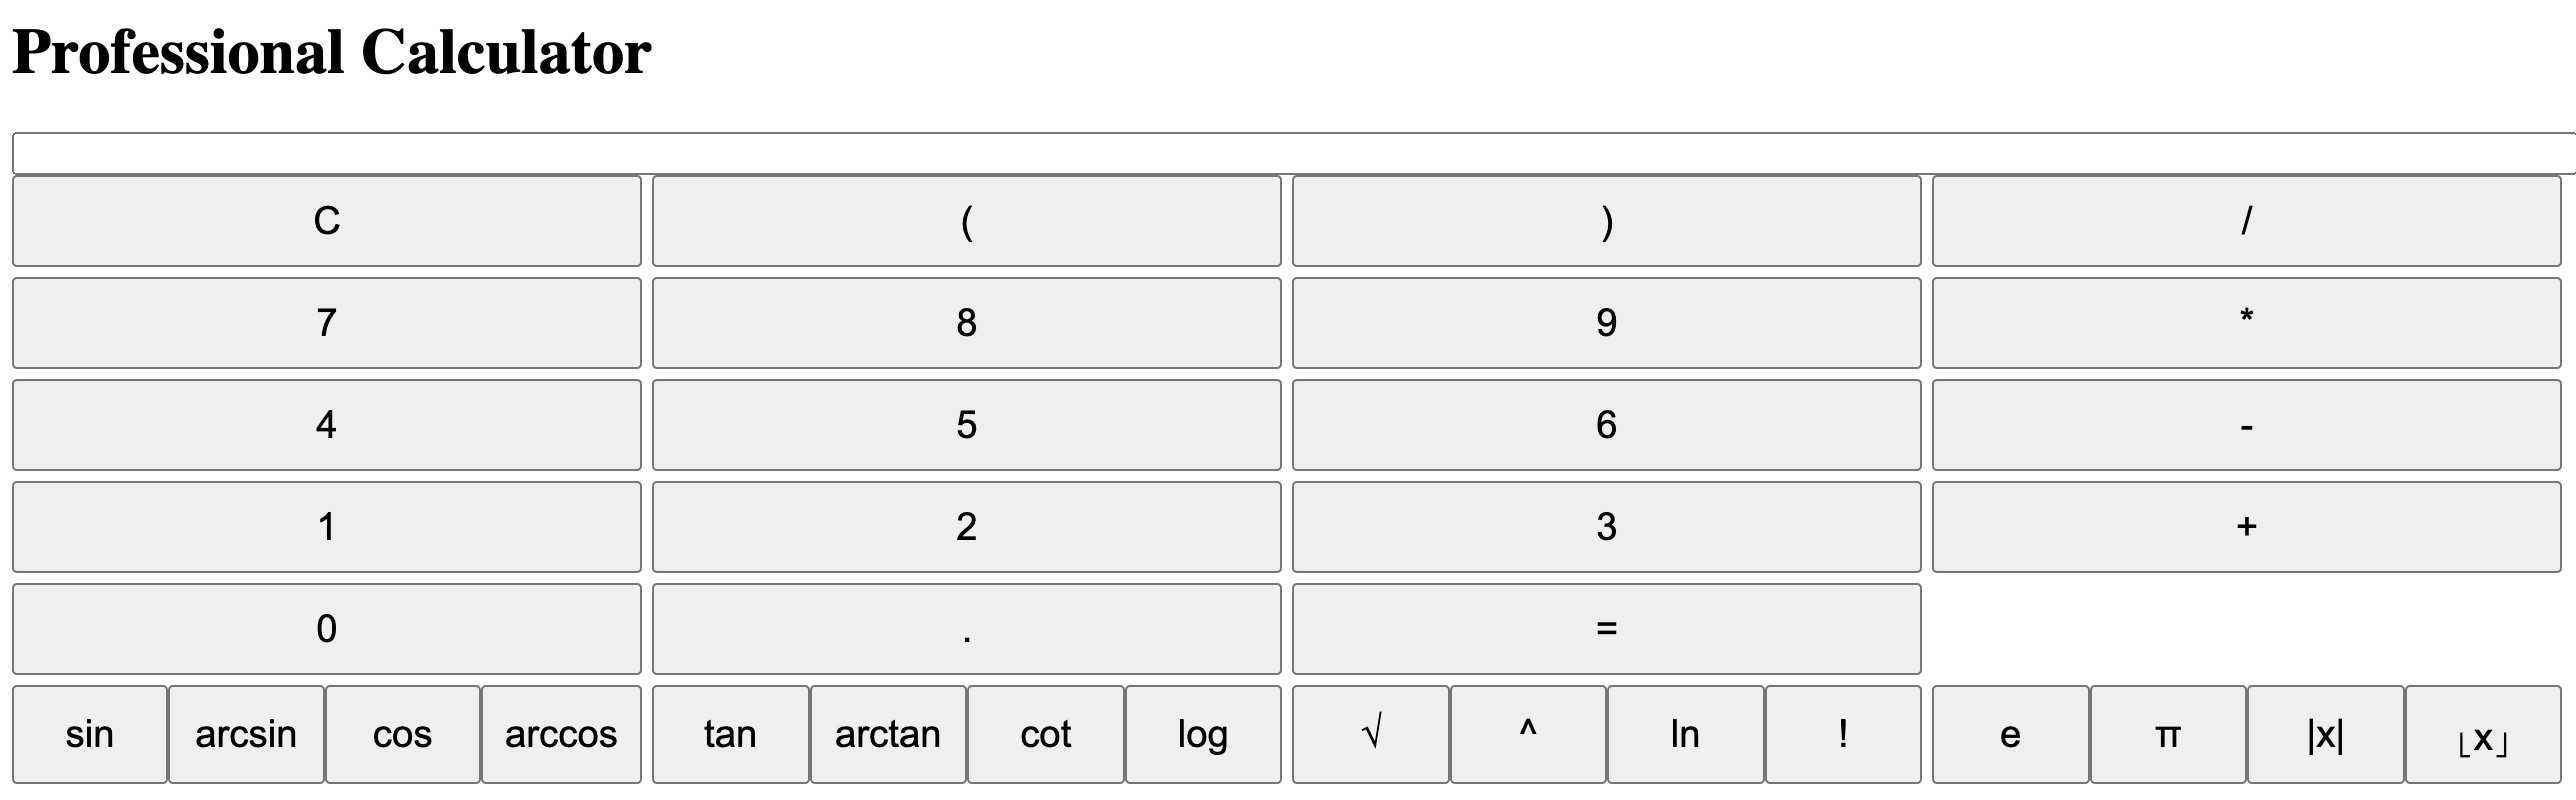 Professional Calculator
C ( ) /
7 8 9 *
4 5 6 -
1 2 3 +
0 . =
sin arcsin cos arccos tan arctan cot log √ ^ ln ! e π |x| ⌊x⌋